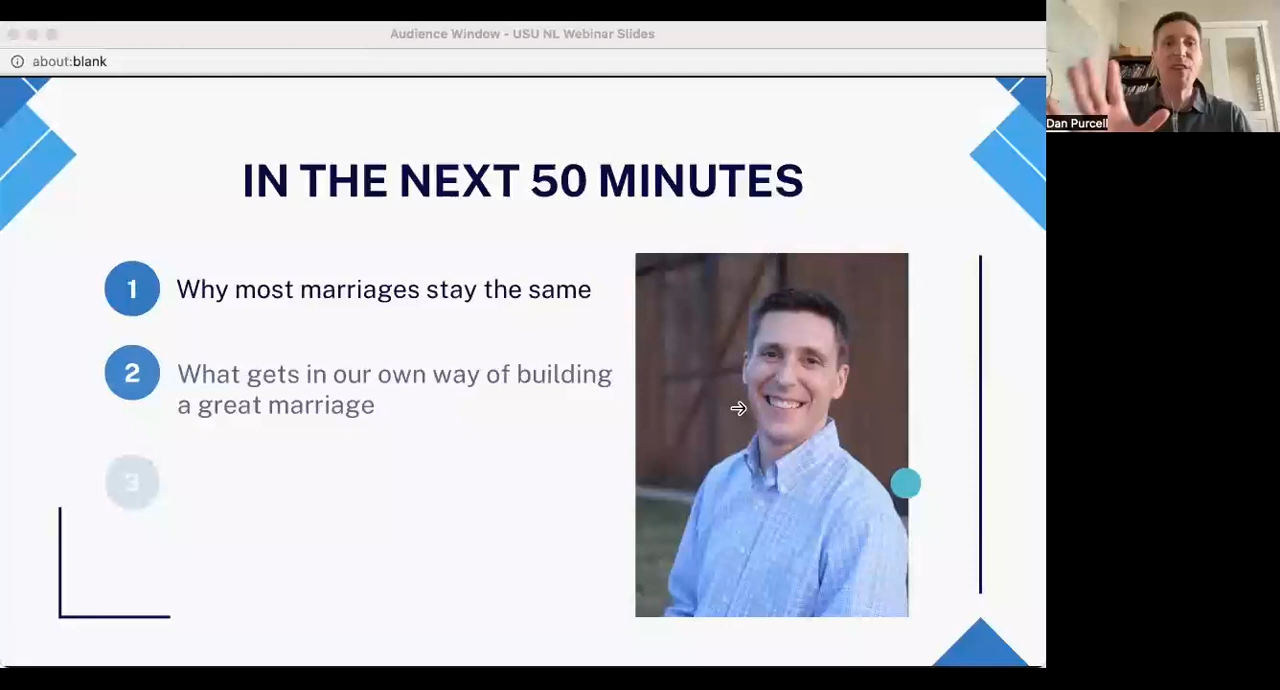 Audience Window - USU NL Webinar Slides
about:blank
IN THE NEXT 50 MINUTES
1 Why most marriages stay the same
2 What gets in our own way of building
a great marriage
3
Dan Purcell